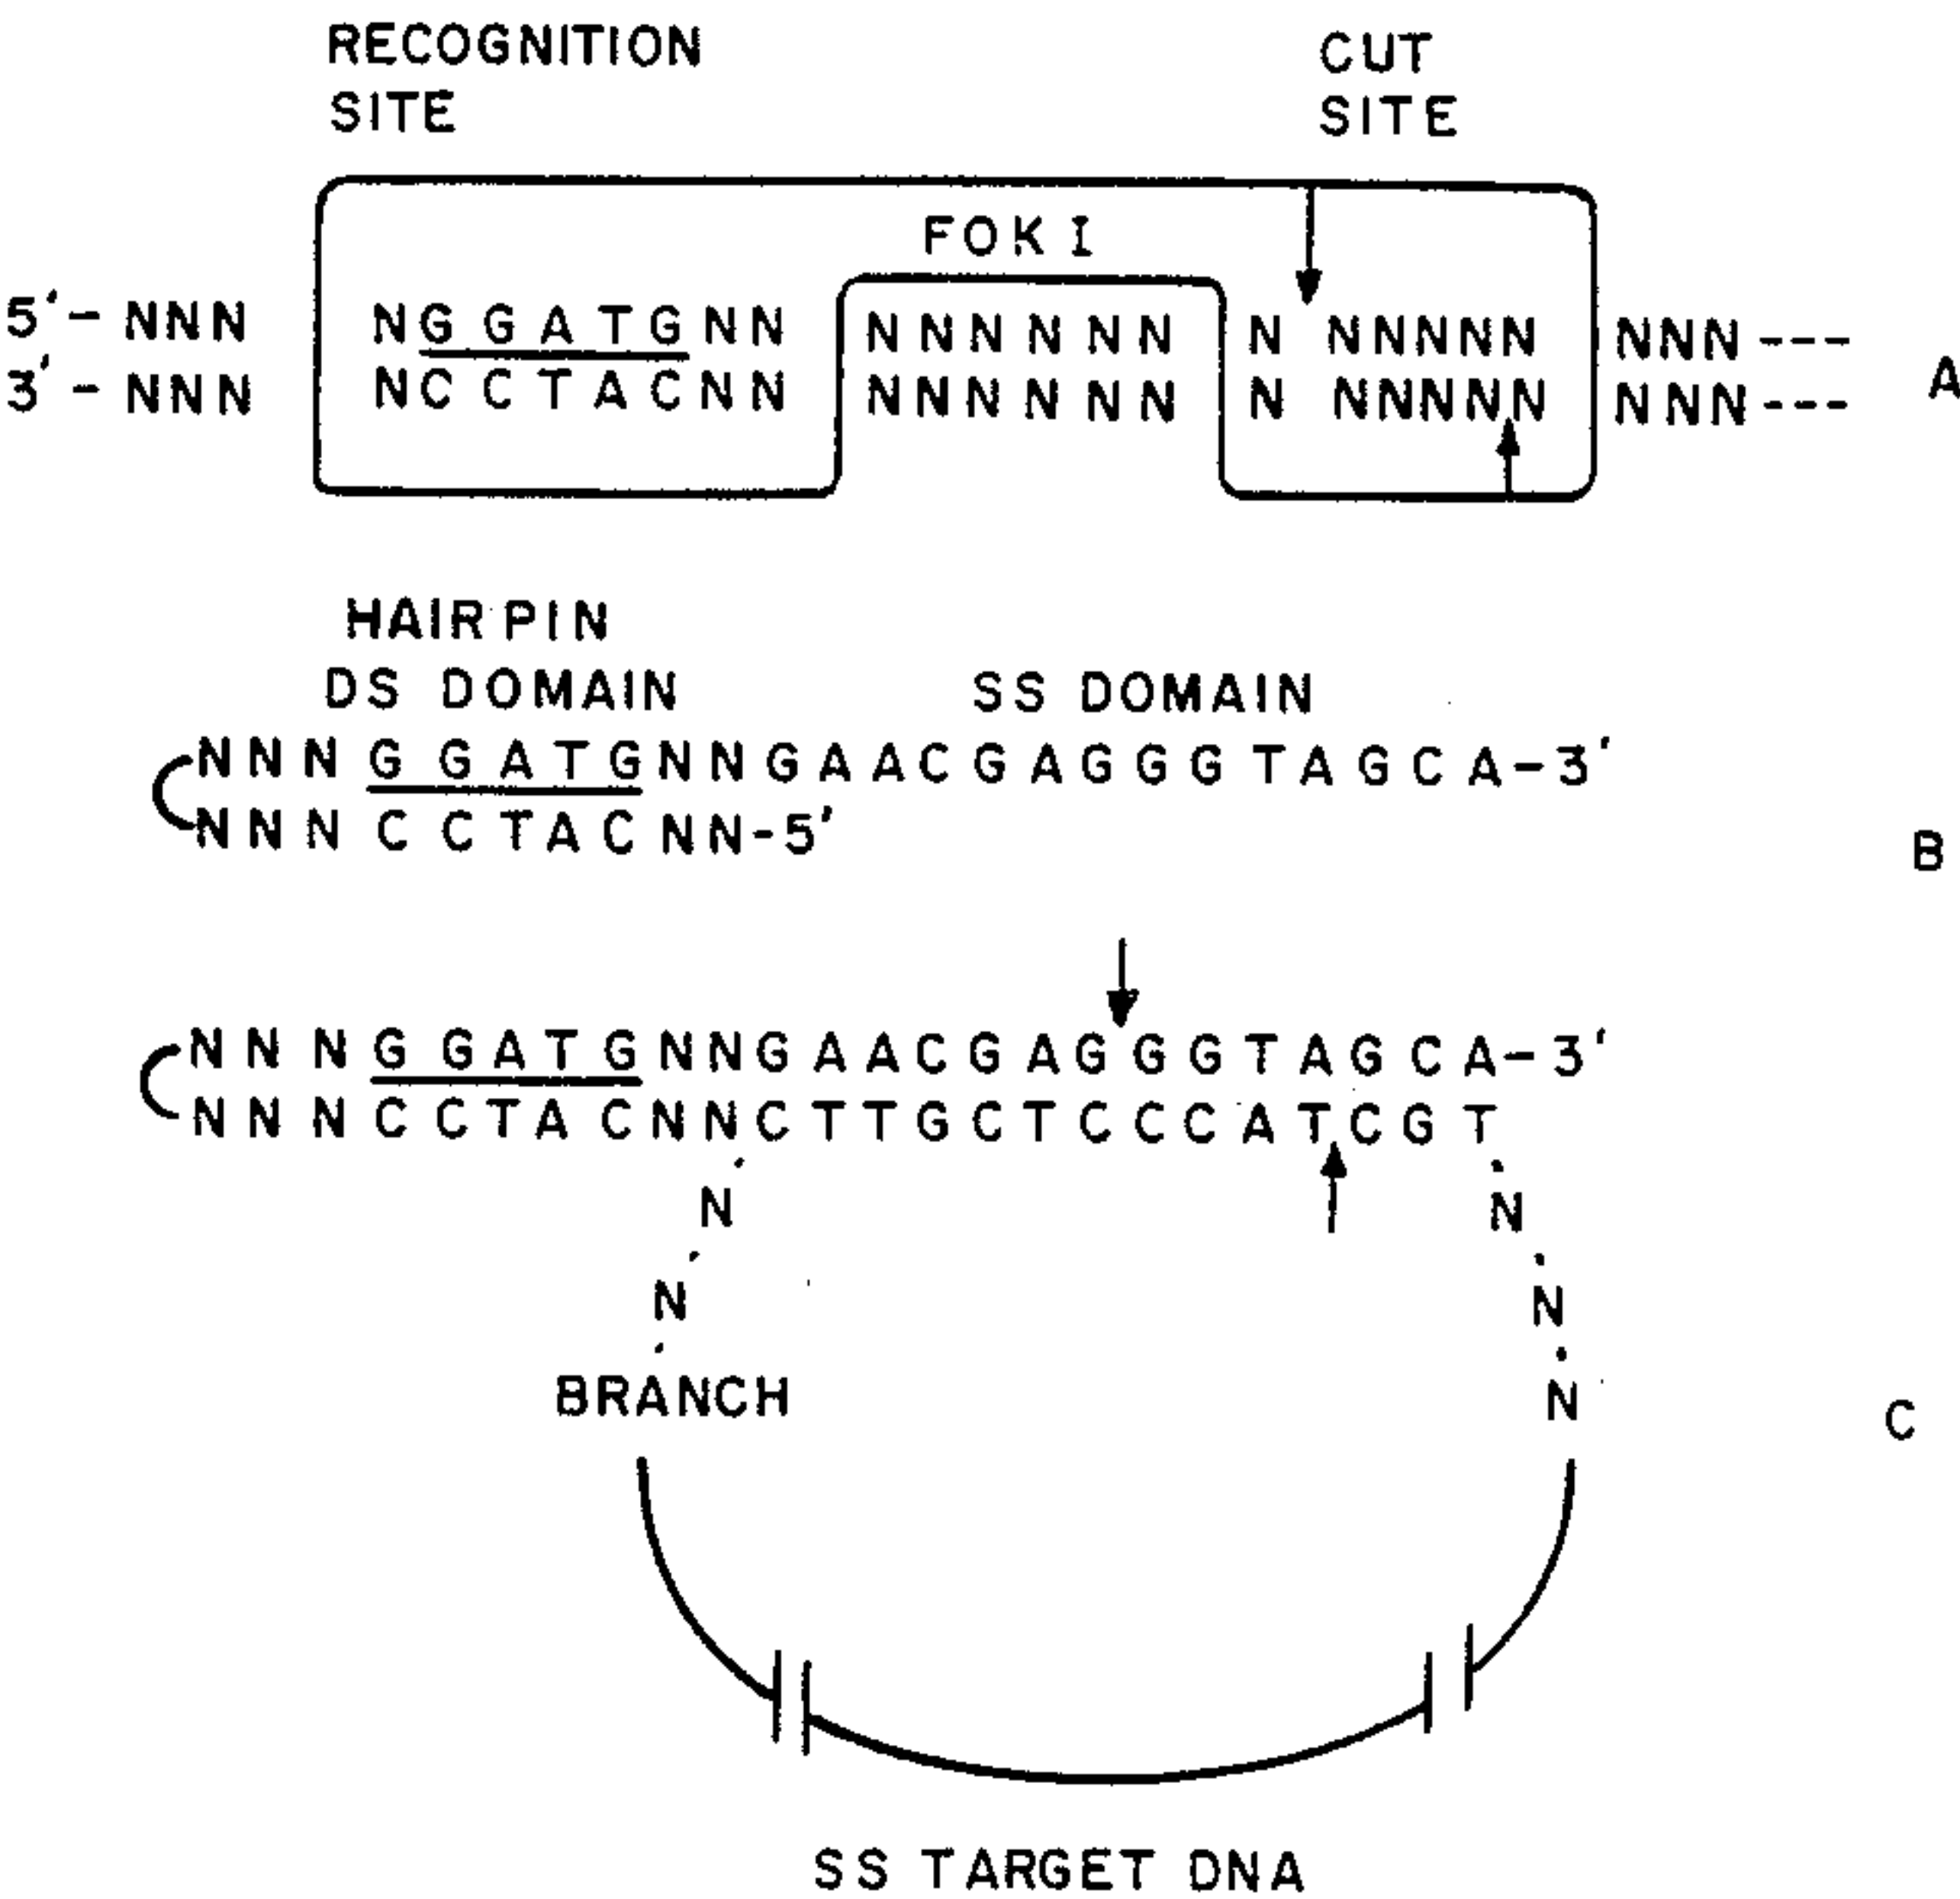 RECOGNITION SITE
CUT SITE
FOKI
5'- NNN NGGATGNN NNNNNN N NNNNN NNN---
3'- NNN NCCTACNN NNNNNN N NNNNN NNN---
A
HAIRPIN
DS DOMAIN SS DOMAIN
NNNGGATGNNGAACGAGGGTAGCA-3'
NNNCCTACNN-5'
B
NNNGGATGNNGAACGAGGGTAGCA-3'
NNNCCTACNNCTTGCTCCCATCGT
N N
N N
BRANCH N
C
SS TARGET DNA